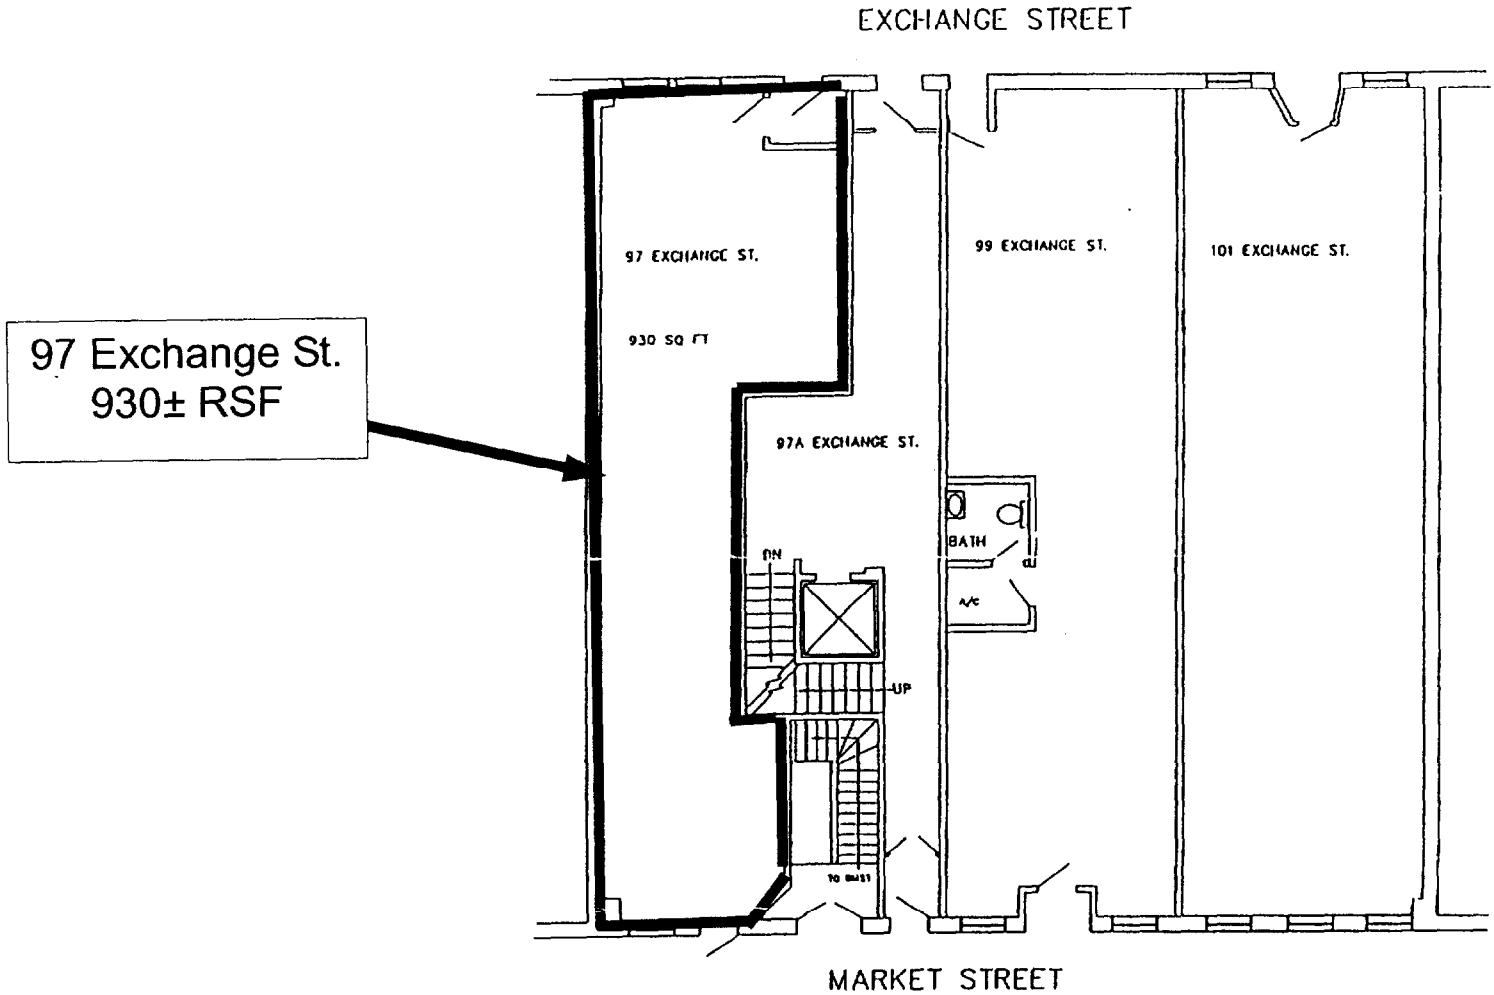 EXCHANGE STREET
97 EXCHANGE ST.
930 SQ FT
99 EXCHANGE ST.
101 EXCHANGE ST.
97 Exchange St.
930± RSF
97A EXCHANGE ST.
BATH
DN
A/C
UP
TO BMST
MARKET STREET